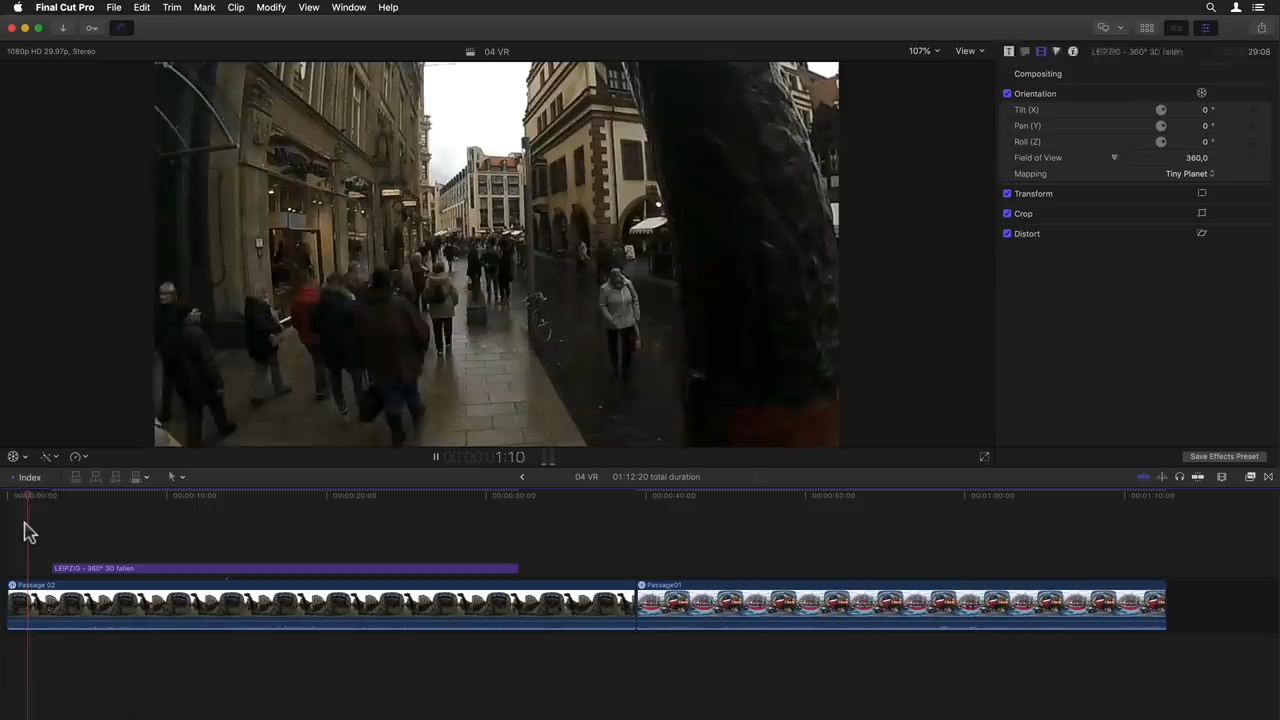 Final Cut Pro File Edit Trim Mark Clip Modify View Window Help
1080p HD 29.97p, Stereo
04 VR
107%
View
LEIPZIG - 360° 3D fallen
29:08
Compositing
Orientation
Tilt (X) 0 °
Pan (Y) 0 °
Roll (Z) 0 °
Field of View 360,0
Mapping Tiny Planet
Transform
Crop
Distort
00:00:00:01:10
Save Effects Preset
Index
04 VR
01:12:20 total duration
00:00:00:00
00:00:10:00
00:00:20:00
00:00:30:00
00:00:40:00
00:00:50:00
00:01:00:00
00:01:10:00
LEIPZIG - 360° 3D fallen
Passage 02
Passage01